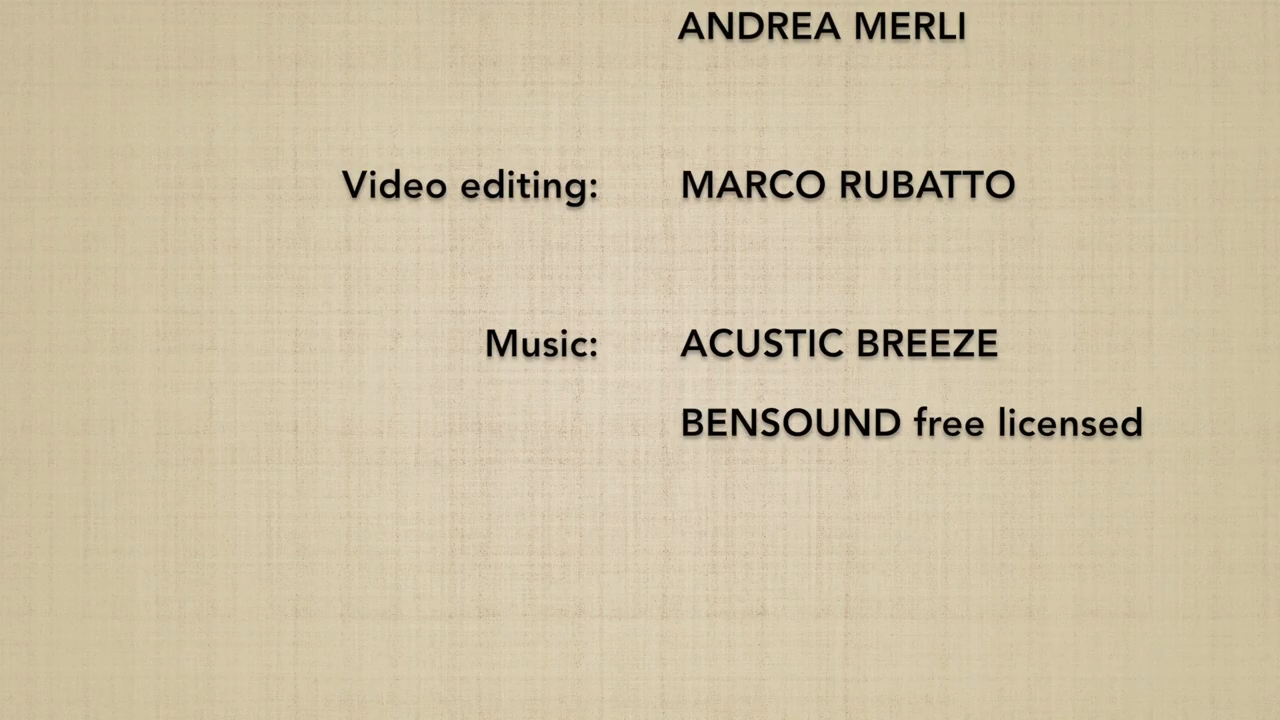 ANDREA MERLI
Video editing: MARCO RUBATTO
Music: ACUSTIC BREEZE
BENSOUND free licensed